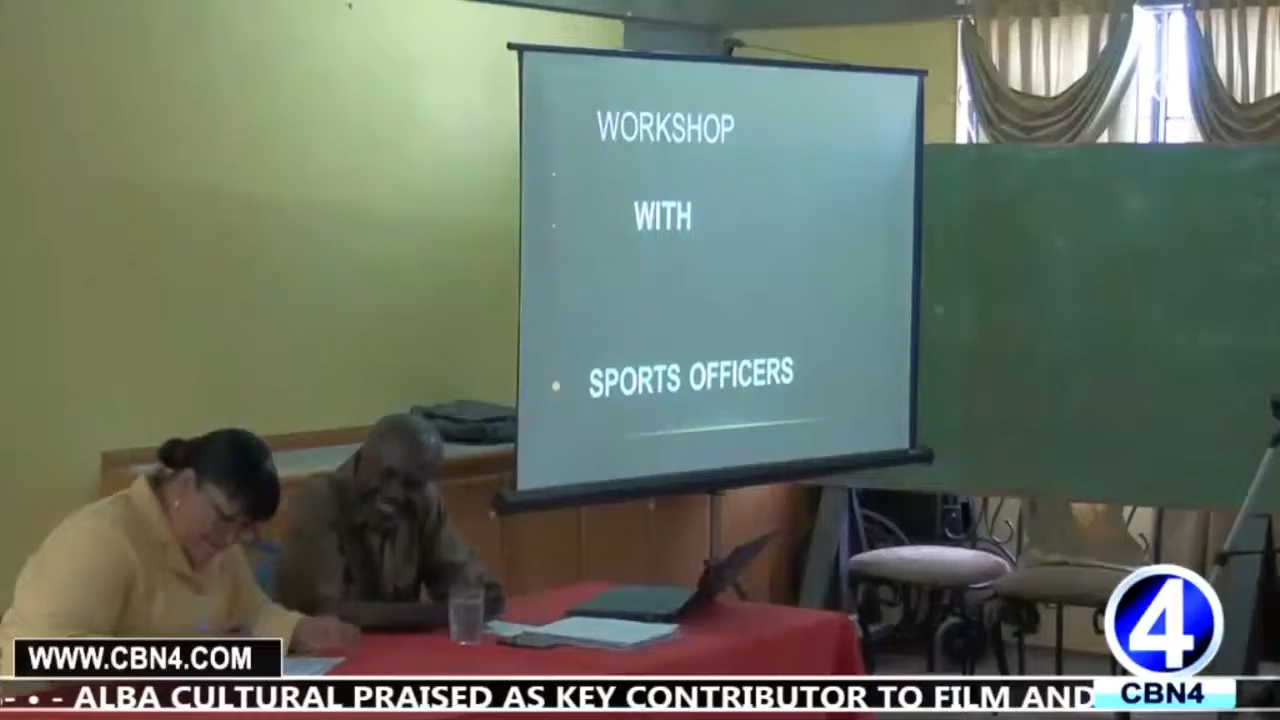 WORKSHOP
WITH
• SPORTS OFFICERS
WWW.CBN4.COM
4
- • - ALBA CULTURAL PRAISED AS KEY CONTRIBUTOR TO FILM AND
CBN4